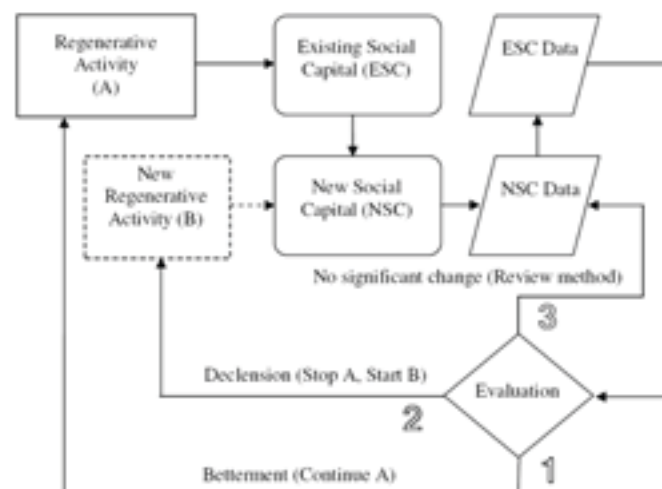 Regenerative
Activity
(A)
Existing Social
Capital (ESC)
ESC Data
New
Regenerative
Activity (B)
New Social
Capital (NSC)
NSC Data
No significant change (Review method)
3
Declension (Stop A, Start B)
2
Evaluation
1
Betterment (Continue A)